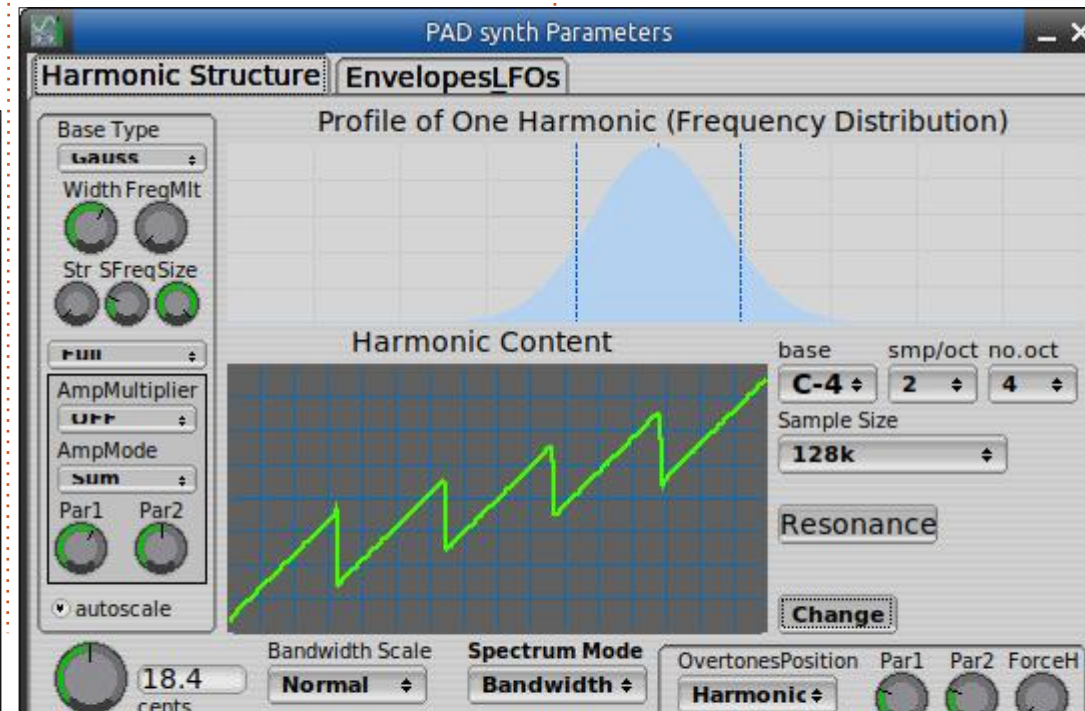 PAD synth Parameters
Harmonic Structure
EnvelopesLFOs
Base Type
Gauss
Width FreqMlt
Str SFreq Size
Full
AmpMultiplier
OFF
AmpMode
Sum
Par1 Par2
autoscale
Profile of One Harmonic (Frequency Distribution)
Harmonic Content
base smp/oct no.oct
C-4 2 4
Sample Size
128k
Resonance
Change
18.4
cents
Bandwidth Scale
Normal
Spectrum Mode
Bandwidth
OvertonesPosition Par1 Par2 ForceH
Harmonic